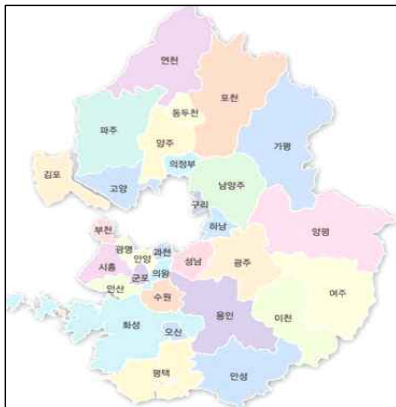 연천
포천
동두천
파주
양주
가평
의정부
김포
고양
남양주
구리
하남
양평
부천
광명
안양
과천
성남
광주
시흥
군포
의왕
안산
수원
여주
용인
이천
화성
오산
평택
안성